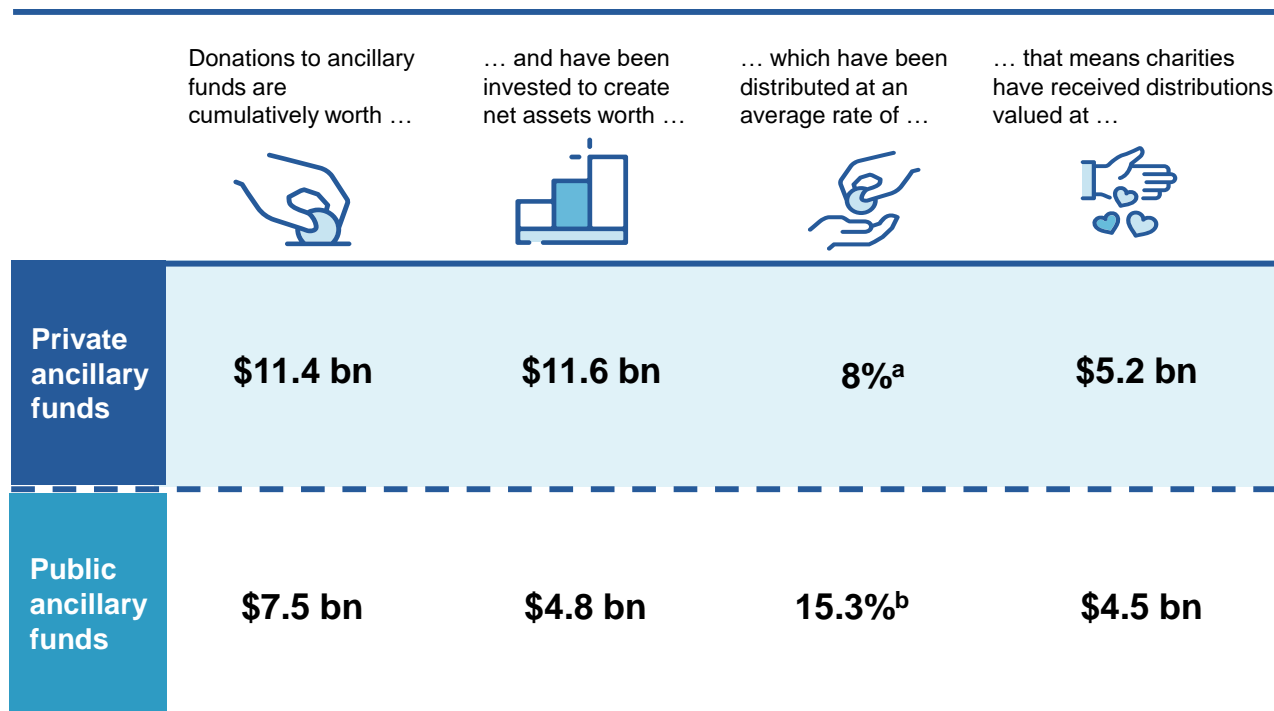 Donations to ancillary
funds are
cumulatively worth …
… and have been
invested to create
net assets worth …
… which have been
distributed at an
average rate of …
… that means charities
have received distributions
valued at …
Private
ancillary
funds
$11.4 bn
$11.6 bn
8%ᵃ
$5.2 bn
Public
ancillary
funds
$7.5 bn
$4.8 bn
15.3%ᵇ
$4.5 bn